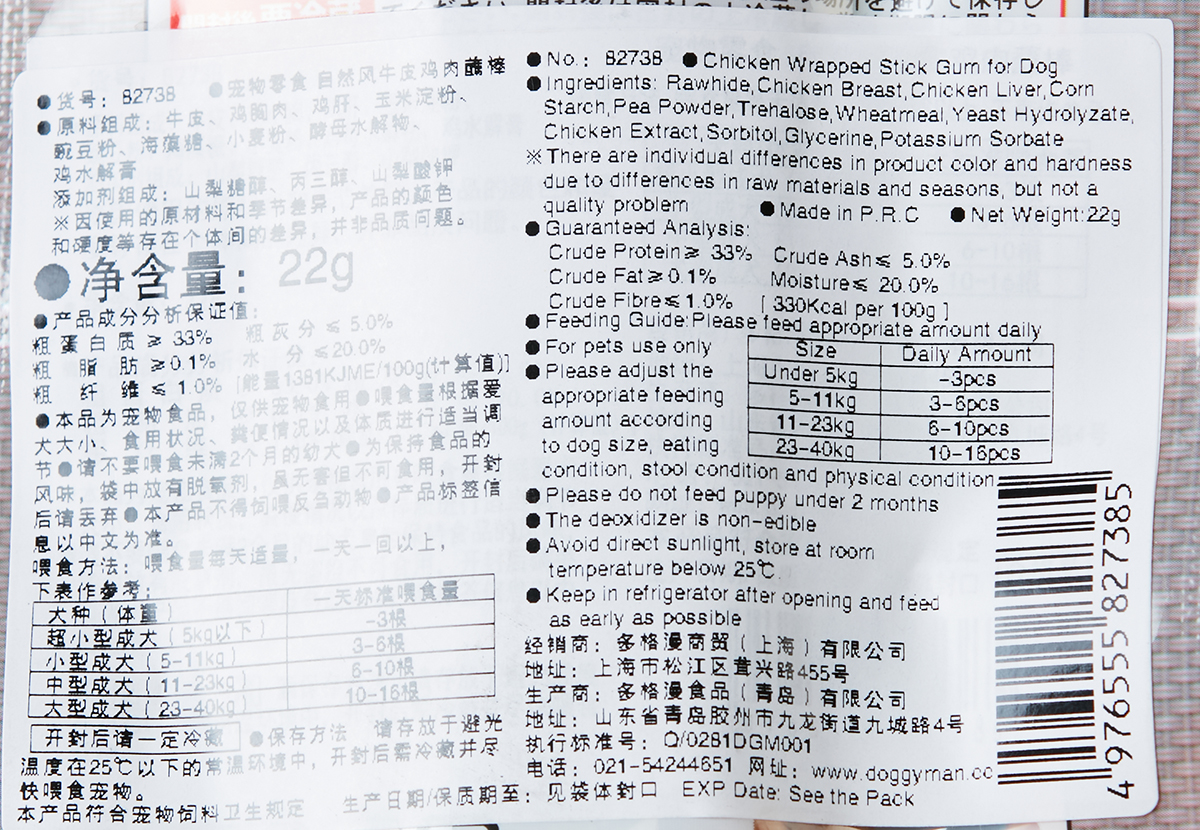 ●货号：82738　●宠物零食 自然风牛皮鸡肉蘸棒
●原料组成：牛皮、鸡胸肉、鸡肝、玉米淀粉、
豌豆粉、海藻糖、小麦粉、酵母水解物、
鸡水解膏
添加剂组成：山梨糖醇、丙三醇、山梨酸钾
※因使用的原材料和季节差异，产品的颜色
和硬度等存在个体间的差异，并非品质问题。
●净含量：22g
●产品成分分析保证值：
粗蛋白质≥33%　粗灰分≤5.0%
粗脂肪≥0.1%　水分≤20.0%
粗纤维≤1.0% [能量1381KJME/100g(计算值)]
●本品为宠物食品，仅供宠物食用●喂食量根据爱
犬大小、食用状况、粪便情况以及体质进行适当调
节●请不要喂食未满2个月的幼犬●为保持食品的
风味，袋中放有脱氧剂，虽无害但不可食用，开封
后请丢弃●本产品不得饲喂反刍动物●产品标签信
息以中文为准。
喂食方法：喂食量每天适量，一天一回以上，
下表作参考：
犬种（体重）　一天标准喂食量
超小型成犬（5kg以下）　-3根
小型成犬（5-11kg）　3-6根
中型成犬（11-23kg）　6-10根
大型成犬（23-40kg）　10-16根
开封后请一定冷藏　●保存方法　请存放于避光
温度在25℃以下的常温环境中，开封后需冷藏并尽
快喂食宠物。
本产品符合宠物饲料卫生规定　生产日期/保质期至：见袋体封口　EXP Date: See the Pack
●No.: 82738 ●Chicken Wrapped Stick Gum for Dog
●Ingredients: Rawhide,Chicken Breast,Chicken Liver,Corn
Starch,Pea Powder,Trehalose,Wheatmeal,Yeast Hydrolyzate,
Chicken Extract,Sorbitol,Glycerine,Potassium Sorbate
※There are individual differences in product color and hardness
due to differences in raw materials and seasons, but not a
quality problem ●Made in P.R.C ●Net Weight:22g
●Guaranteed Analysis:
Crude Protein≥ 33% Crude Ash≤ 5.0%
Crude Fat≥0.1% Moisture≤ 20.0%
Crude Fibre≤1.0% [330Kcal per 100g]
●Feeding Guide:Please feed appropriate amount daily
●For pets use only
●Please adjust the
appropriate feeding
amount according
to dog size, eating
condition, stool condition and physical condition.
Size Daily Amount
Under 5kg -3pcs
5-11kg 3-6pcs
11-23kg 6-10pcs
23-40kg 10-16pcs
●Please do not feed puppy under 2 months
●The deoxidizer is non-edible
●Avoid direct sunlight, store at room
temperature below 25℃.
●Keep in refrigerator after opening and feed
as early as possible
经销商：多格漫商贸（上海）有限公司
地址：上海市松江区茸兴路455号
生产商：多格漫食品（青岛）有限公司
地址：山东省青岛胶州市九龙街道九城路4号
执行标准号：Q/0281DGM001
电话：021-54244651 网址：www.doggyman.cc
4976555827385